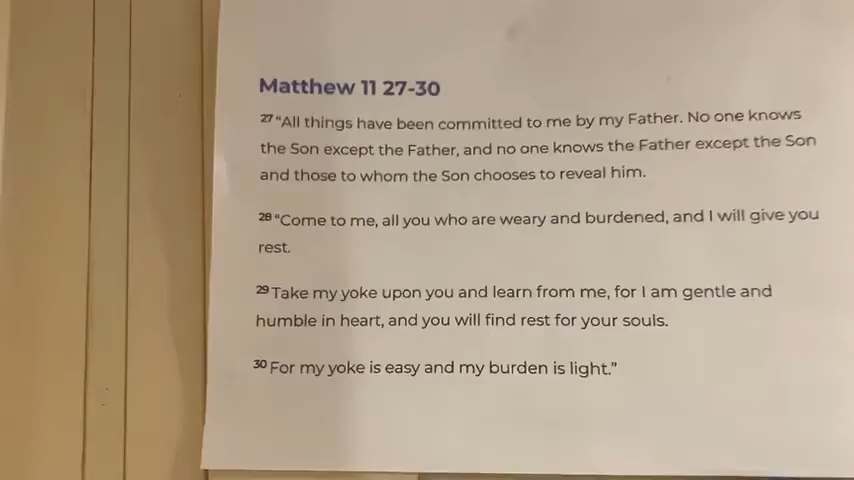 Matthew 11 27-30
27 "All things have been committed to me by my Father. No one knows
the Son except the Father, and no one knows the Father except the Son
and those to whom the Son chooses to reveal him.
28 "Come to me, all you who are weary and burdened, and I will give you
rest.
29 Take my yoke upon you and learn from me, for I am gentle and
humble in heart, and you will find rest for your souls.
30 For my yoke is easy and my burden is light."